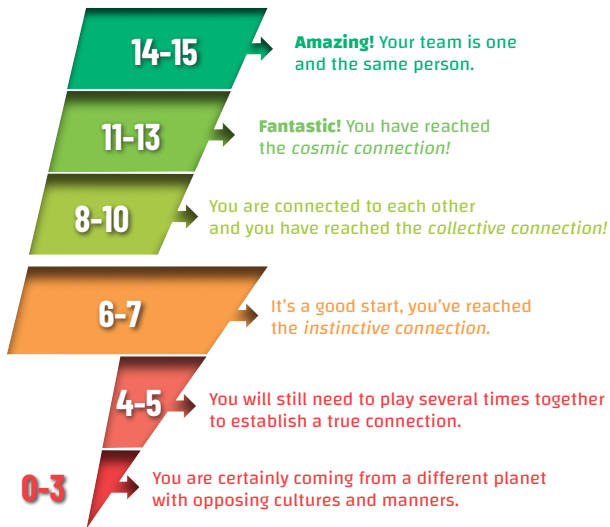 14-15
Amazing! Your team is one
and the same person.
11-13
Fantastic! You have reached
the cosmic connection!
8-10
You are connected to each other
and you have reached the collective connection!
6-7
It's a good start, you've reached
the instinctive connection.
4-5
You will still need to play several times together
to establish a true connection.
0-3
You are certainly coming from a different planet
with opposing cultures and manners.